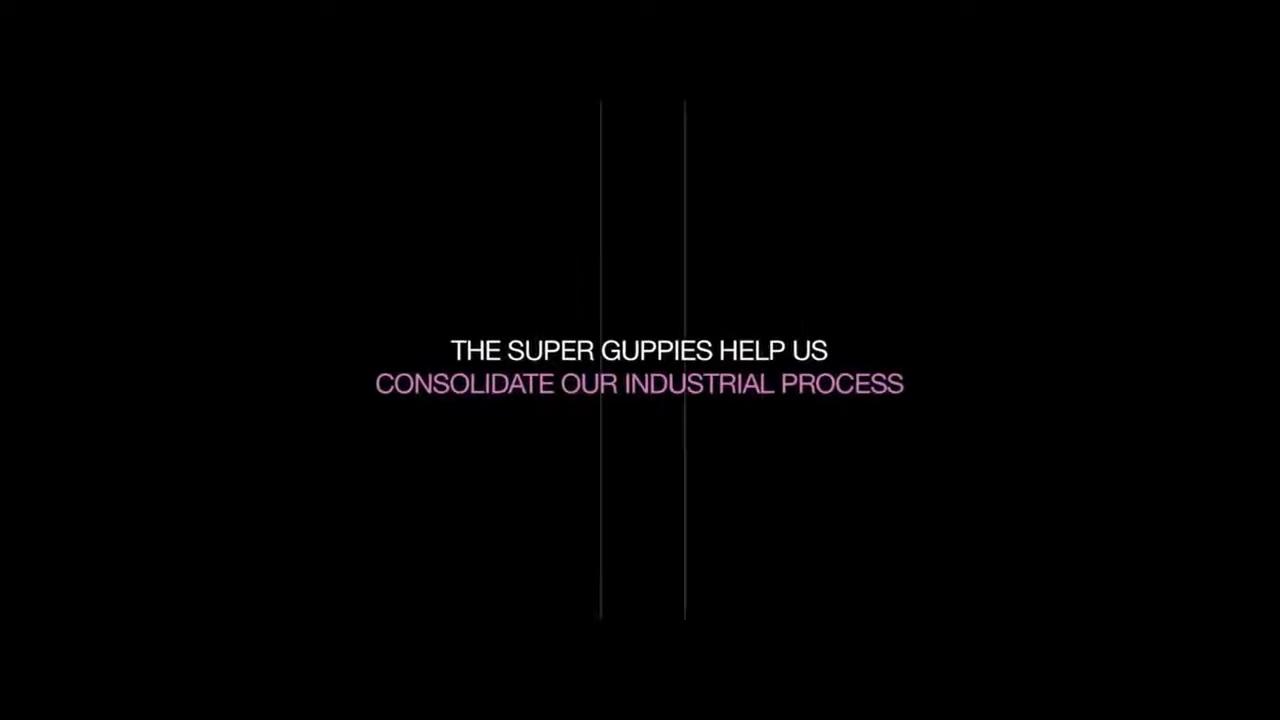 THE SUPER GUPPIES HELP US
CONSOLIDATE OUR INDUSTRIAL PROCESS